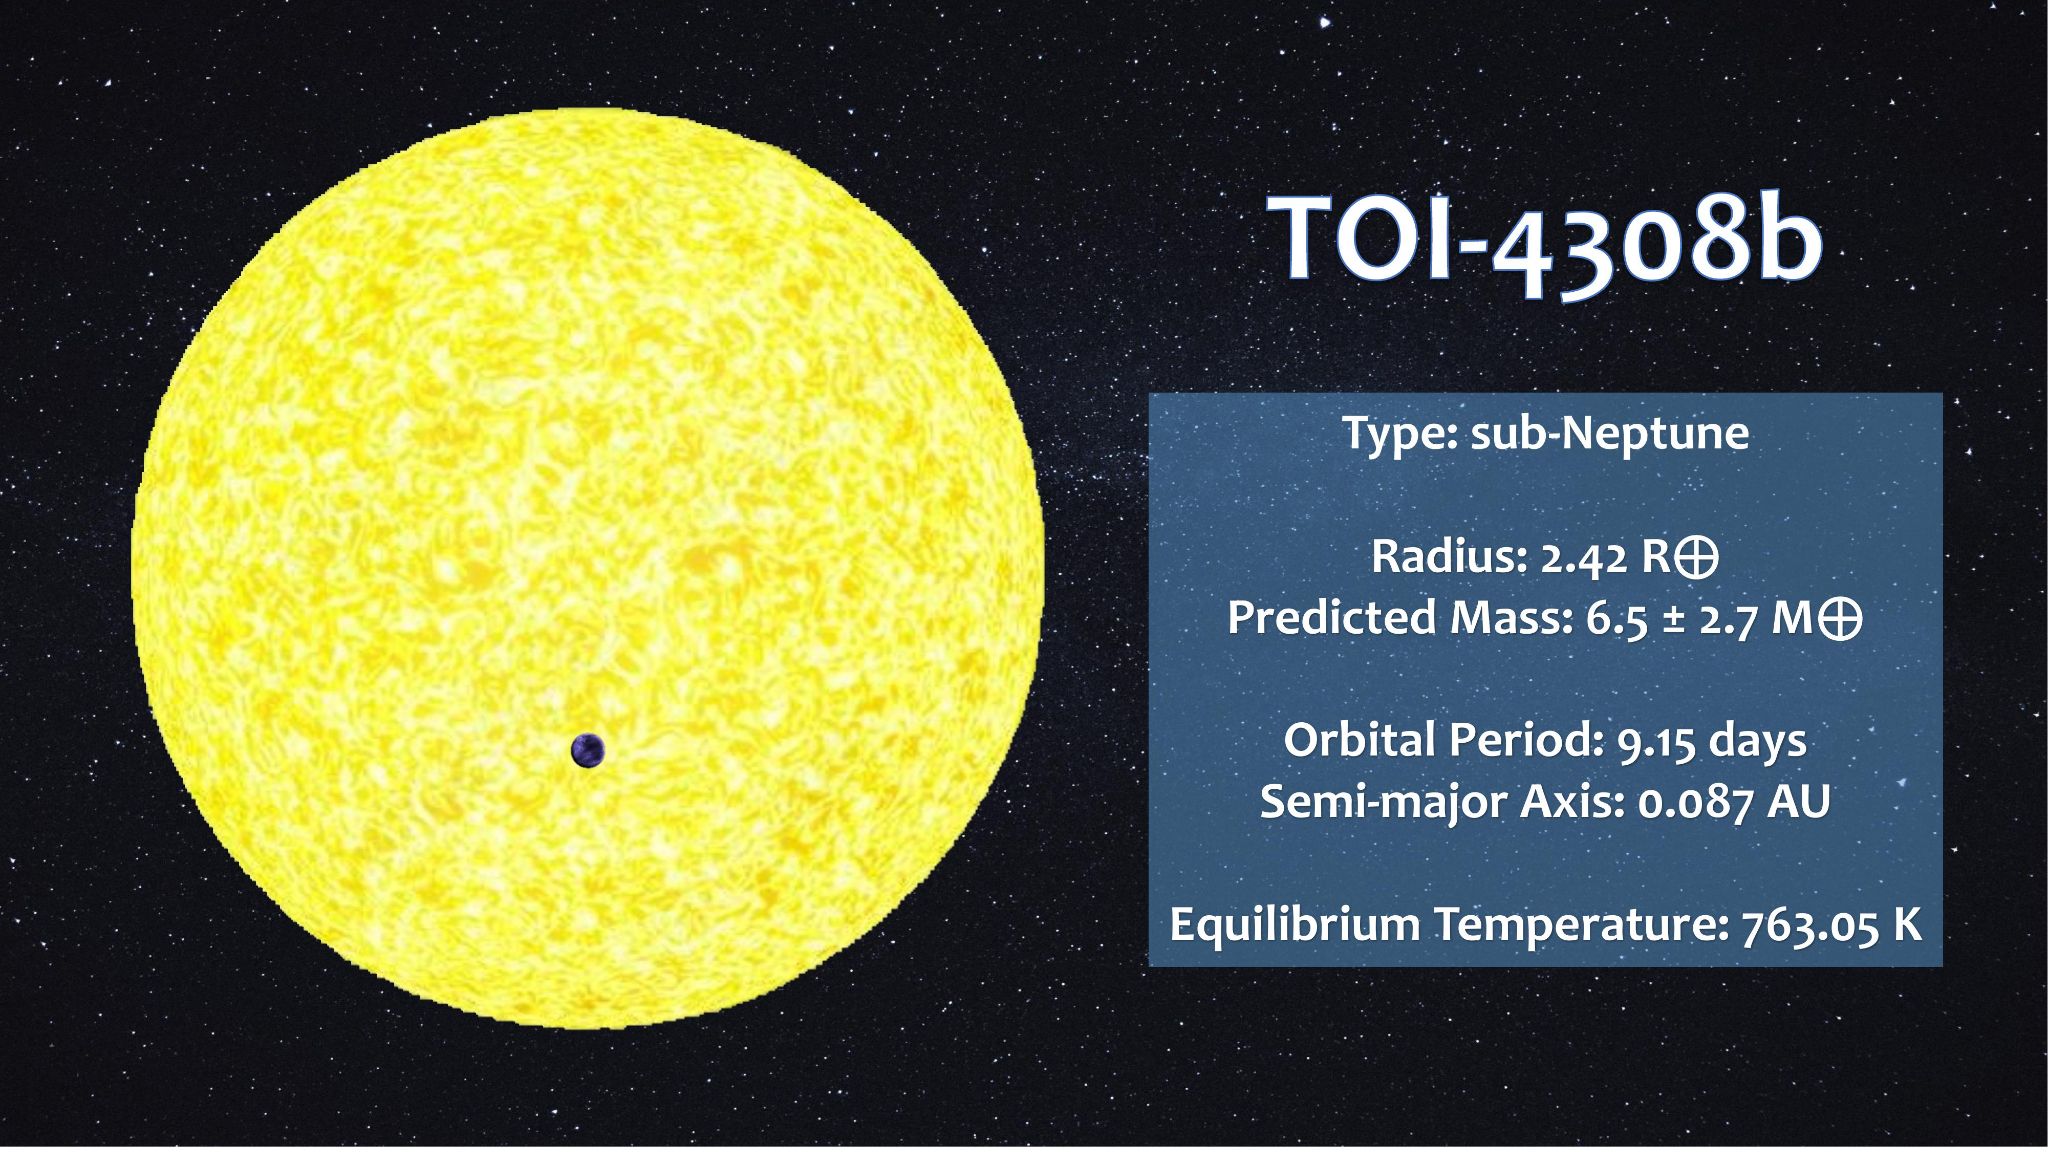 TOI-4308b
Type: sub-Neptune
Radius: 2.42 R⊕
Predicted Mass: 6.5 ± 2.7 M⊕
Orbital Period: 9.15 days
Semi-major Axis: 0.087 AU
Equilibrium Temperature: 763.05 K